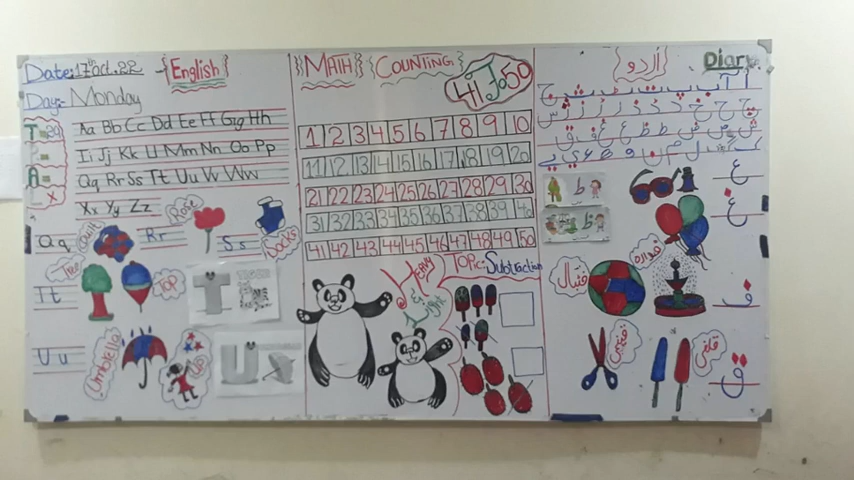 Date: 17th Oct. 22
Day:- Monday
English
Aa Bb Cc Dd Ee Ff Gg Hh
Ii Jj Kk Ll Mm Nn Oo Pp
Qq Rr Ss Tt Uu Vv Ww
Xx Yy Zz
Qq
Quilt
Rr
Rose
Ss
Socks
Tt
Tree
Top
T
Uu
Umbrella
Up
U
MATH COUNTING
41 To 50
1 2 3 4 5 6 7 8 9 10
11 12 13 14 15 16 17 18 19 20
21 22 23 24 25 26 27 28 29 30
31 32 33 34 35 36 37 38 39 40
41 42 43 44 45 46 47 48 49 50
Heavy & Light
Topic:- Subtraction
اردو
Diary
ع
غ
ف
فٹبال
فوارہ
ق
قینچی
قلفی